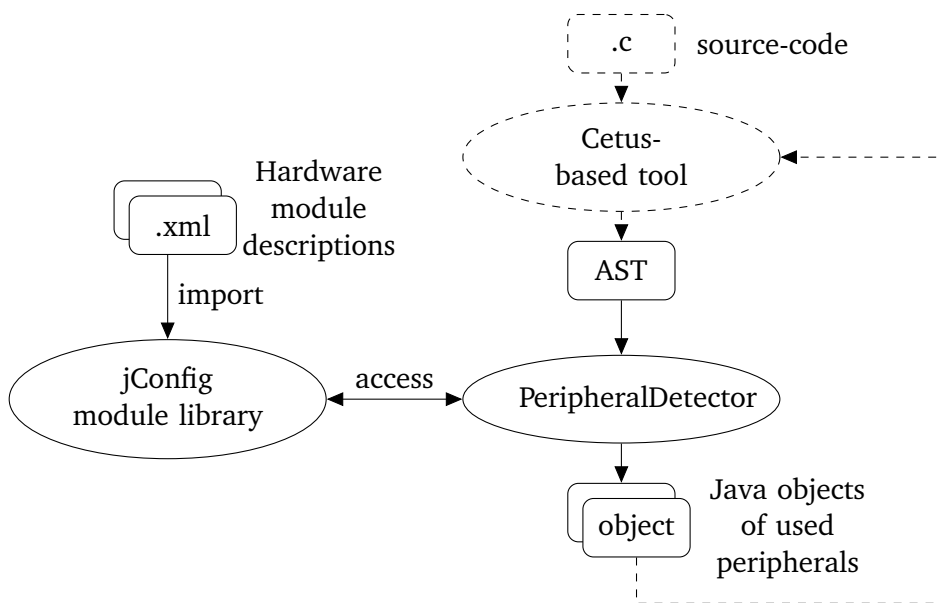 .c
source-code
Cetus-
based tool
Hardware
module
descriptions
.xml
AST
import
jConfig
module library
access
PeripheralDetector
object
Java objects
of used
peripherals